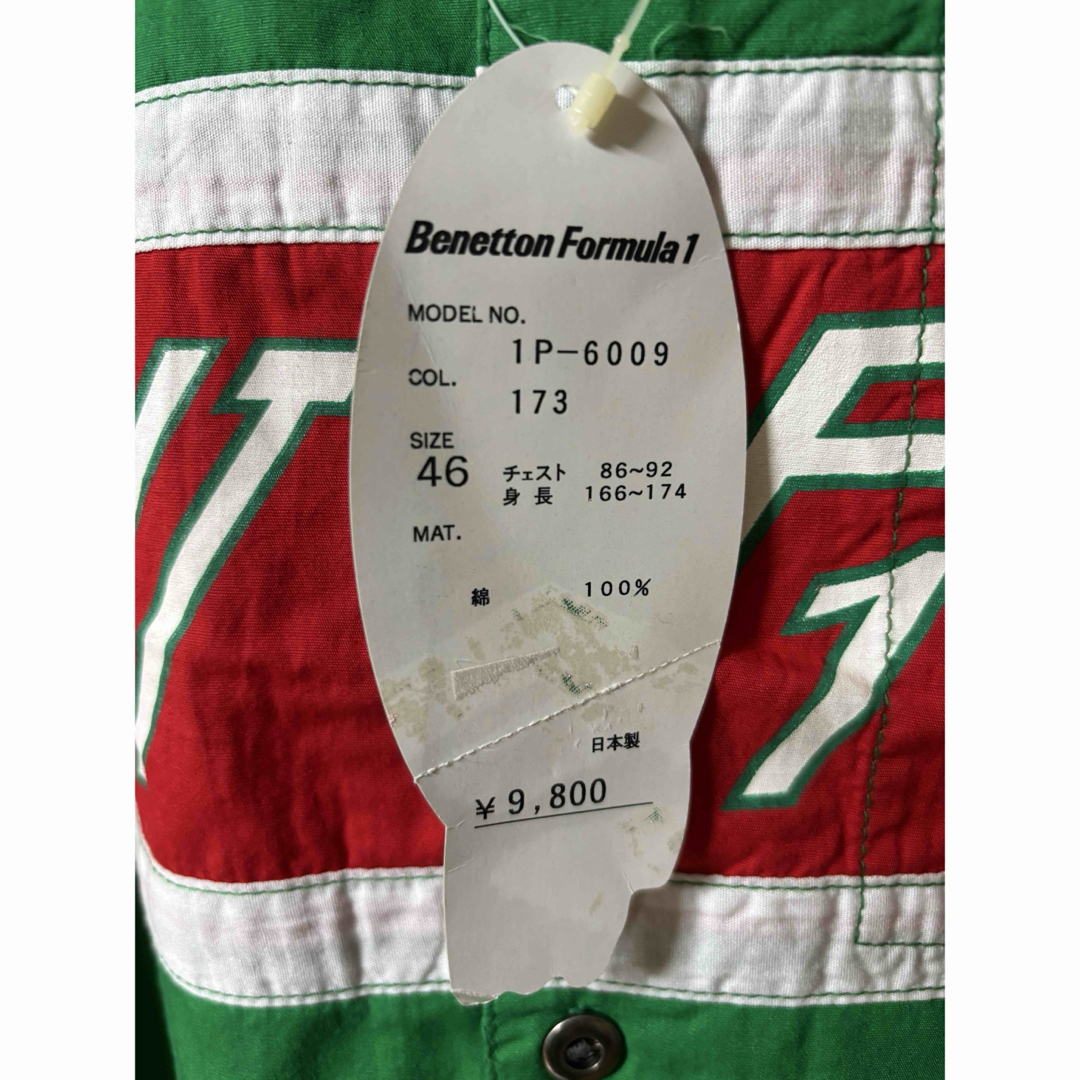 Benetton Formula 1
MODEL NO.
1P-6009
COL.
173
SIZE
46
チェスト 86~92
身長 166~174
MAT.
綿 100%
日本製
¥ 9,800